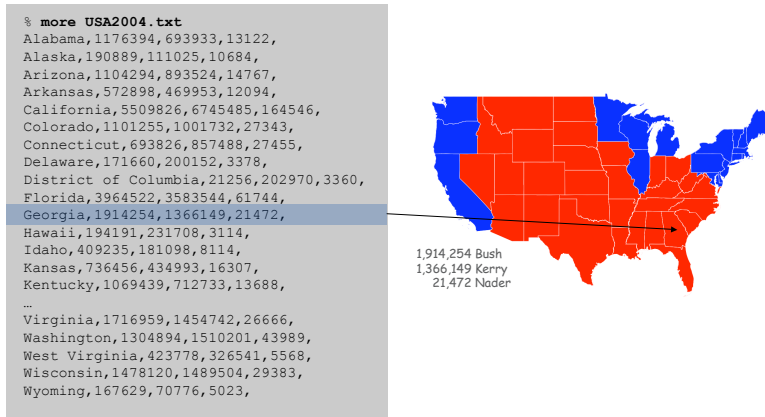 % more USA2004.txt
Alabama,1176394,693933,13122,
Alaska,190889,111025,10684,
Arizona,1104294,893524,14767,
Arkansas,572898,469953,12094,
California,5509826,6745485,164546,
Colorado,1101255,1001732,27343,
Connecticut,693826,857488,27455,
Delaware,171660,200152,3378,
District of Columbia,21256,202970,3360,
Florida,3964522,3583544,61744,
Georgia,1914254,1366149,21472,
Hawaii,194191,231708,3114,
Idaho,409235,181098,8114,
Kansas,736456,434993,16307,
Kentucky,1069439,712733,13688,
…
Virginia,1716959,1454742,26666,
Washington,1304894,1510201,43989,
West Virginia,423778,326541,5568,
Wisconsin,1478120,1489504,29383,
Wyoming,167629,70776,5023,
1,914,254 Bush
1,366,149 Kerry
21,472 Nader